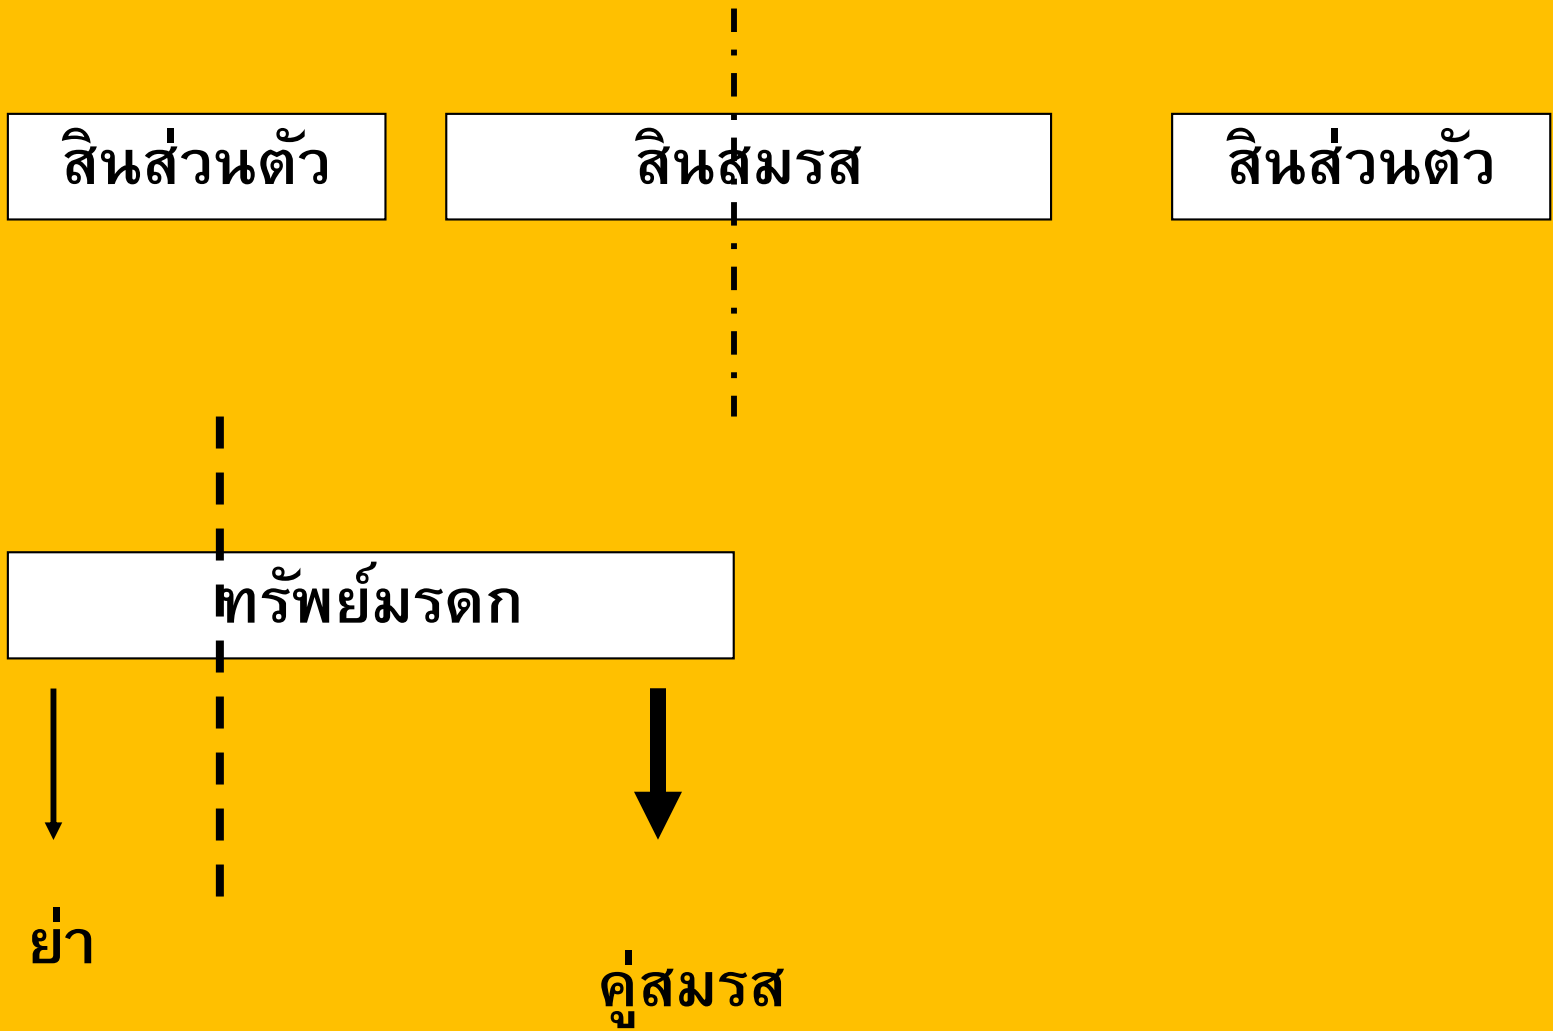 สินส่วนตัว
สินสมรส
สินส่วนตัว
ทรัพย์มรดก
ย่า
คู่สมรส